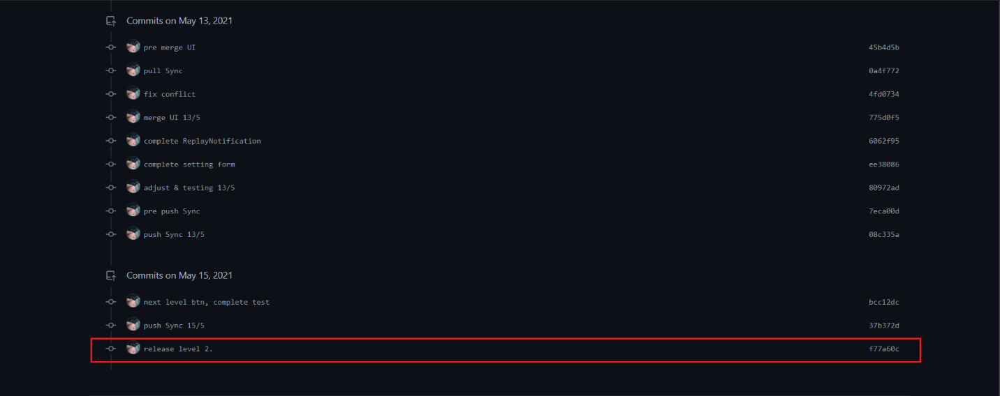 Commits on May 13, 2021
pre merge UI 45b4d5b
pull Sync 0a4f772
fix conflict 4fd0734
merge UI 13/5 775d0f5
complete ReplayNotification 6062f95
complete setting form ee38086
adjust & testing 13/5 80972ad
pre push Sync 7eca00d
push Sync 13/5 08c335a
Commits on May 15, 2021
next level btn, complete test bcc12dc
push Sync 15/5 37b372d
release level 2. f77a60c